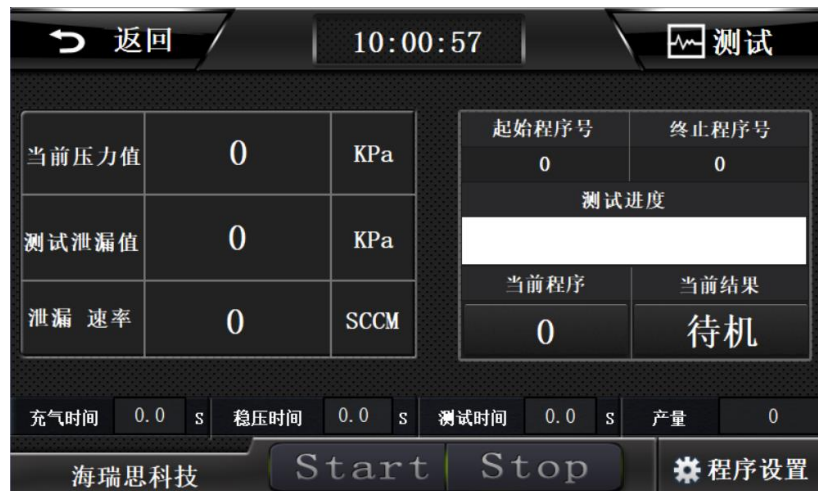 返回 10:00:57 测试
当前压力值 0 KPa
测试泄漏值 0 KPa
泄漏 速率 0 SCCM
起始程序号 终止程序号
0 0
测试进度
当前程序 当前结果
0 待机
充气时间 0.0 S 稳压时间 0.0 S 测试时间 0.0 S 产量 0
海瑞思科技 Start Stop 程序设置